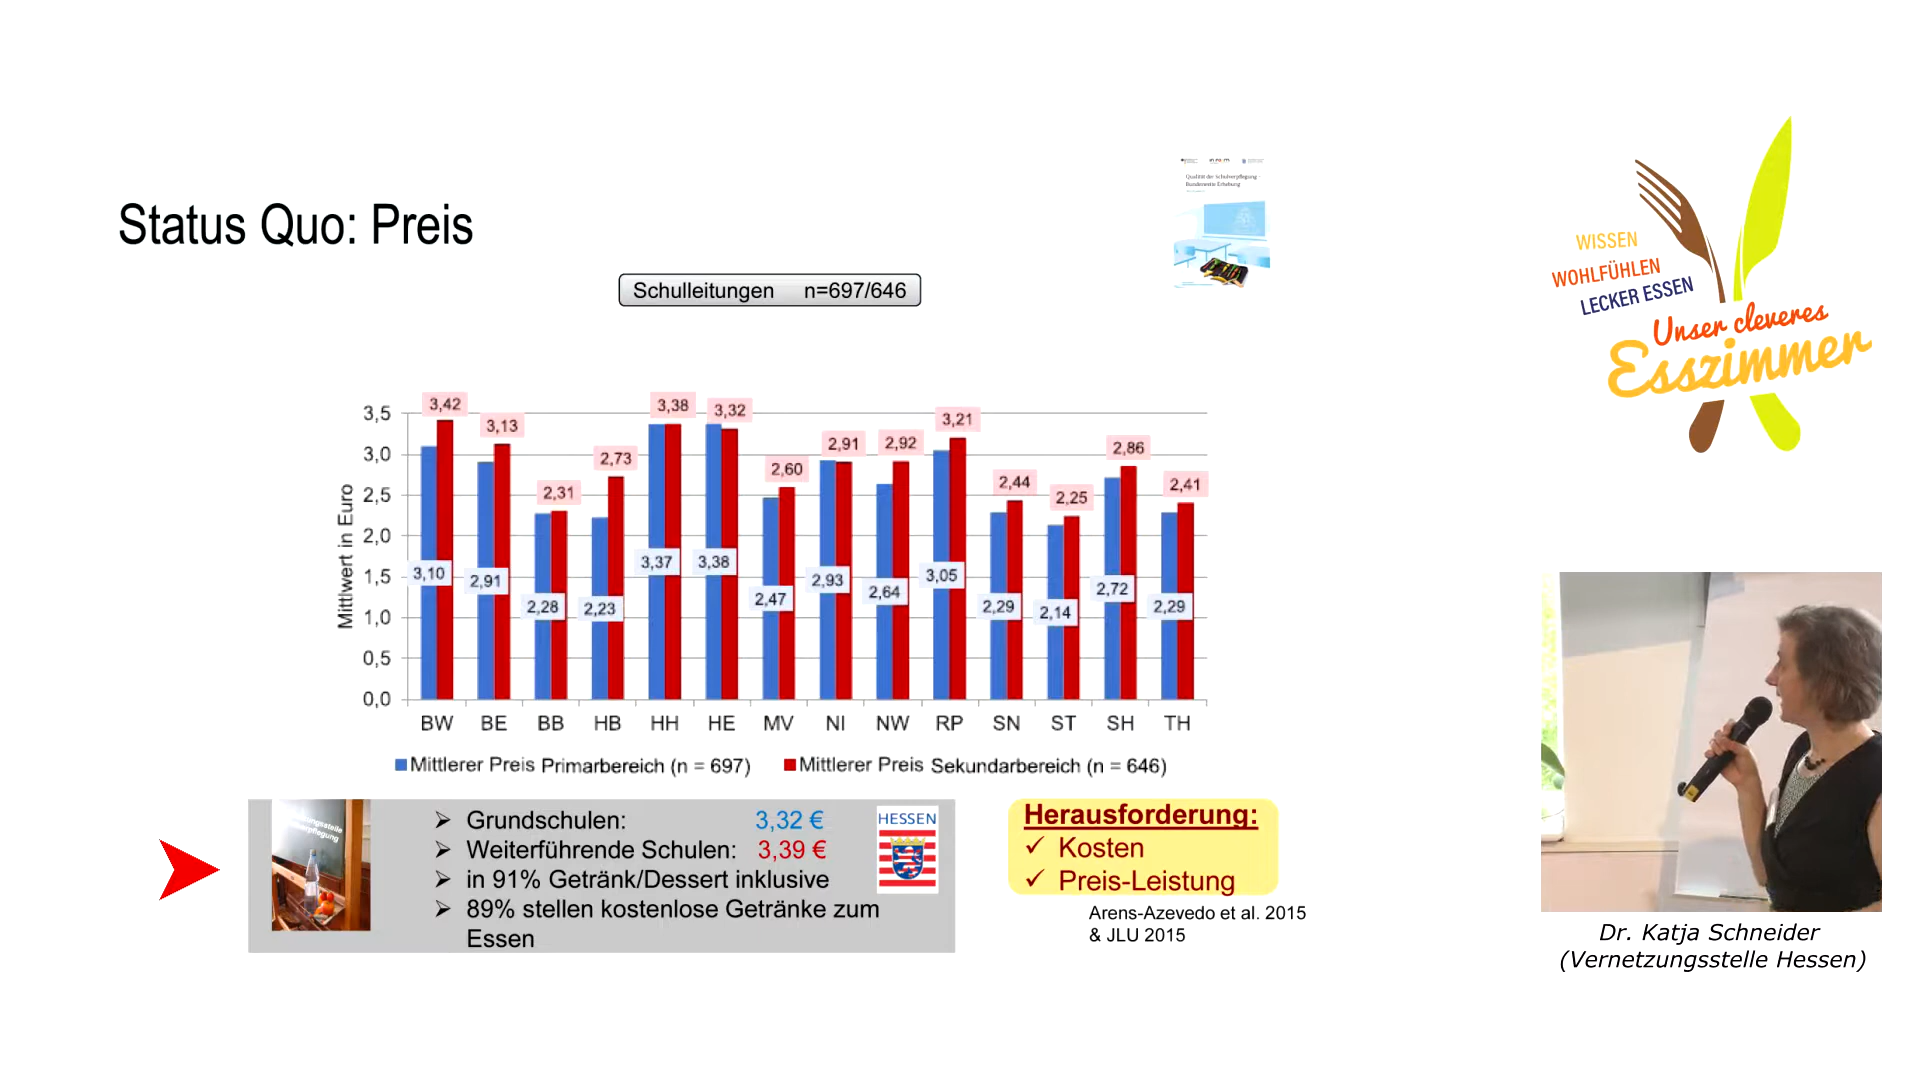 Status Quo: Preis
Qualität der Schulverpflegung -
Bundesweite Erhebung
Schulleitungen n=697/646
WISSEN
WOHLFÜHLEN
LECKER ESSEN
Unser cleveres
Esszimmer
Mittlwert in Euro
3,5
3,0
2,5
2,0
1,5
1,0
0,5
0,0
3,42
3,13
2,31
2,73
3,38
3,32
2,60
2,91
2,92
3,21
2,44
2,25
2,86
2,41
3,10
2,91
2,28
2,23
3,37
3,38
2,47
2,93
2,64
3,05
2,29
2,14
2,72
2,29
BW BE BB HB HH HE MV NI NW RP SN ST SH TH
Mittlerer Preis Primarbereich (n = 697) Mittlerer Preis Sekundarbereich (n = 646)
Grundschulen: 3,32 €
Weiterführende Schulen: 3,39 €
in 91% Getränk/Dessert inklusive
89% stellen kostenlose Getränke zum
Essen
HESSEN
Herausforderung:
Kosten
Preis-Leistung
Arens-Azevedo et al. 2015
& JLU 2015
Dr. Katja Schneider
(Vernetzungsstelle Hessen)